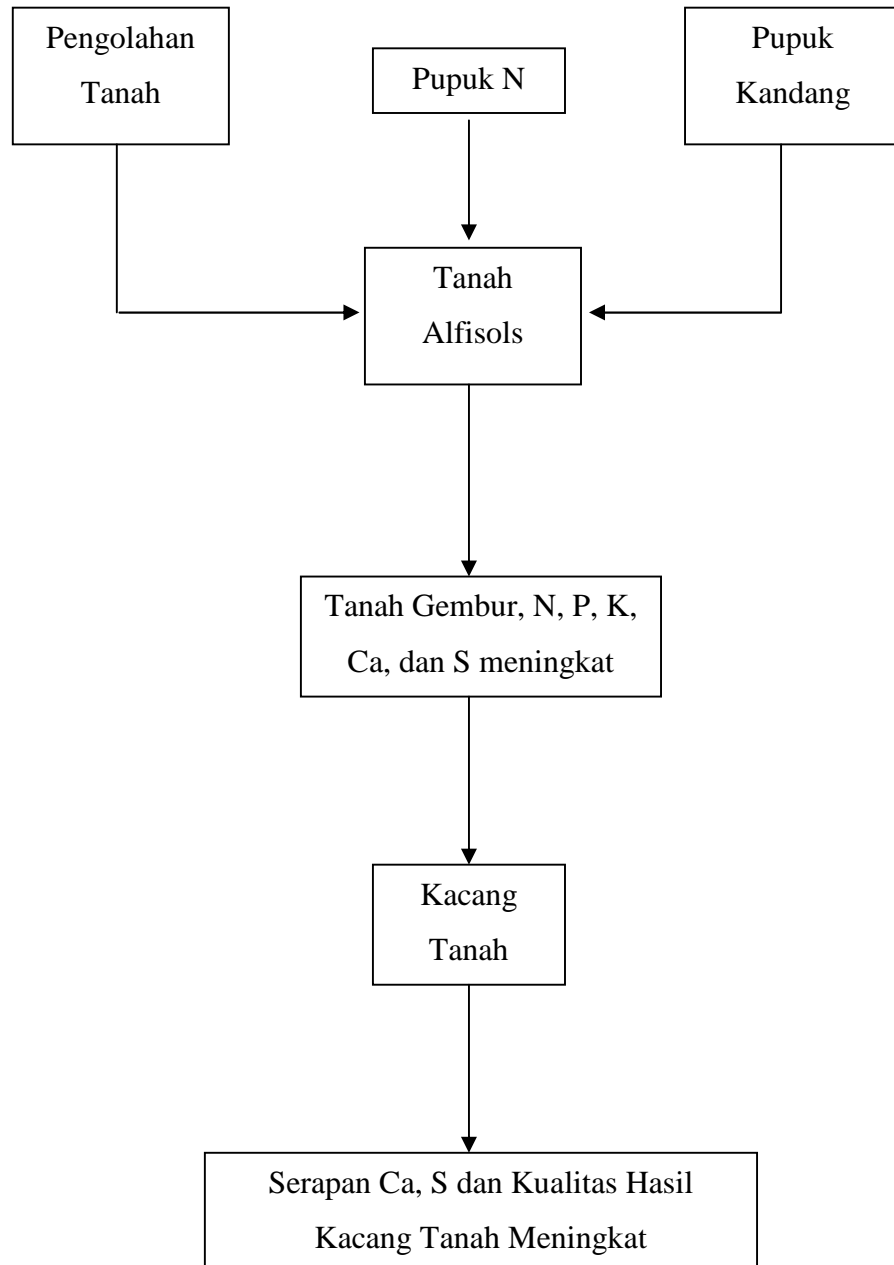 Pengolahan
Tanah
Pupuk N
Pupuk
Kandang
Tanah
Alfisols
Tanah Gembur, N, P, K,
Ca, dan S meningkat
Kacang
Tanah
Serapan Ca, S dan Kualitas Hasil
Kacang Tanah Meningkat